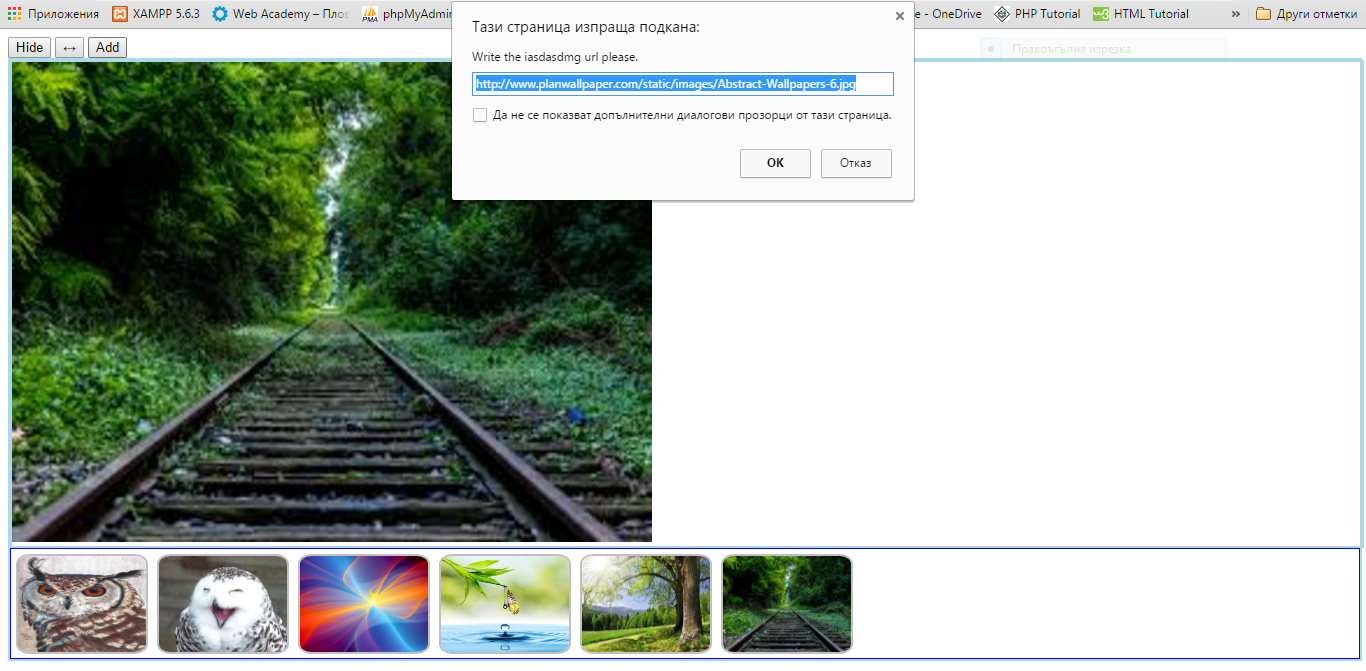 Приложения XAMPP 5.6.3 Web Academy – Плов phpMyAdmin e - OneDrive PHP Tutorial HTML Tutorial » Други отметки
Тази страница изпраща подкана:
Write the iasdasdmg url please.
http://www.planwallpaper.com/static/images/Abstract-Wallpapers-6.jpg
Да не се показват допълнителни диалогови прозорци от тази страница.
OK Отказ
Hide ↔ Add
Правоъгълна изрезка